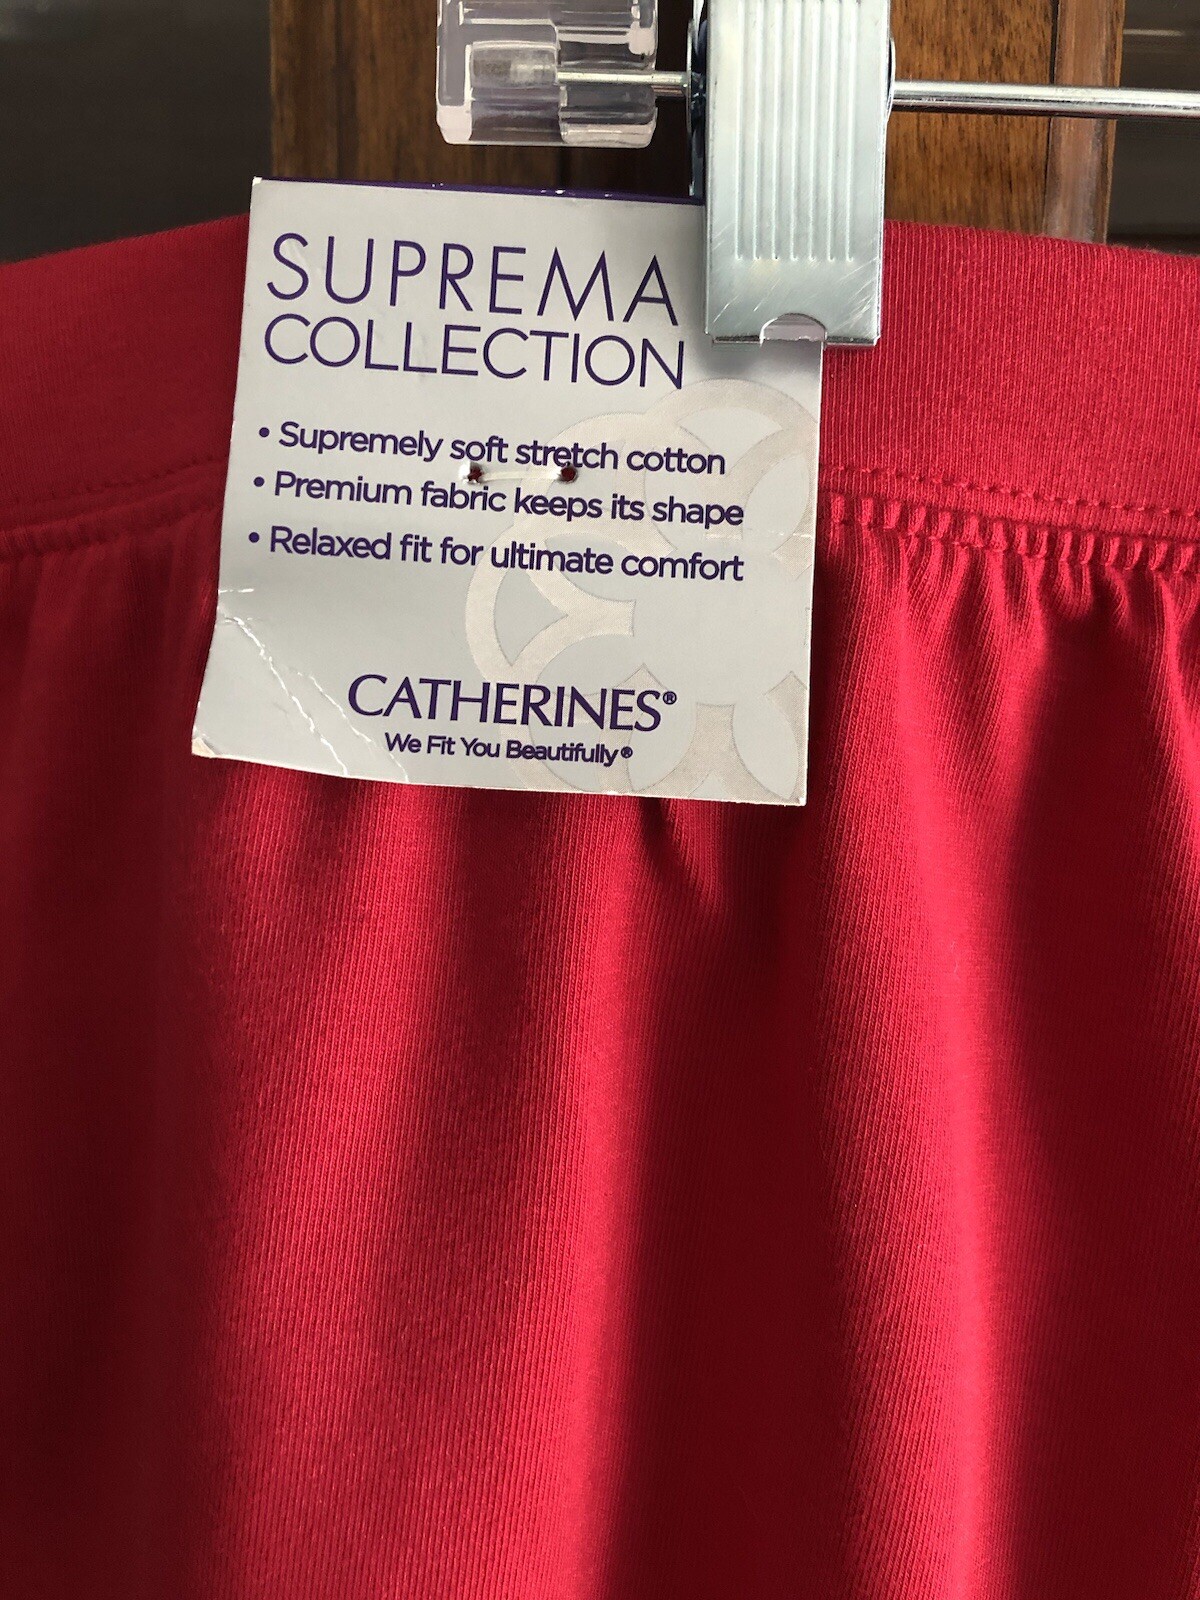 SUPREMA
COLLECTION
• Supremely soft stretch cotton
• Premium fabric keeps its shape
• Relaxed fit for ultimate comfort
CATHERINES®
We Fit You Beautifully®